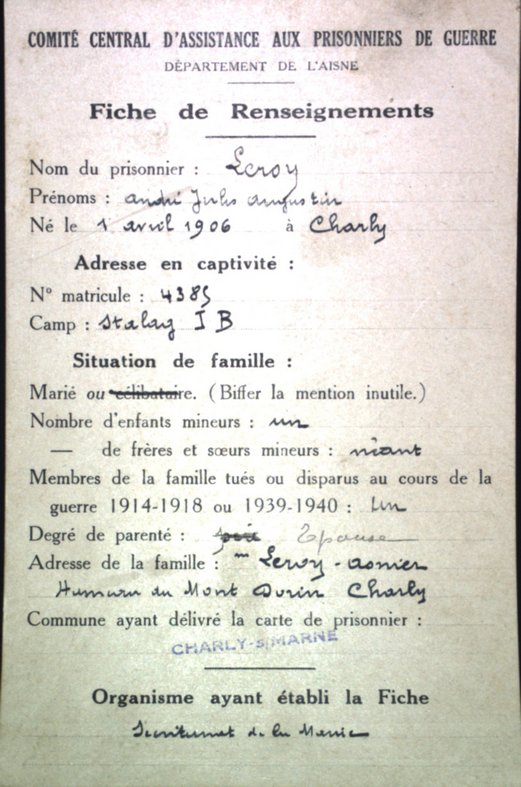 COMITÉ CENTRAL D'ASSISTANCE AUX PRISONNIERS DE GUERRE
DÉPARTEMENT DE L'AISNE
Fiche de Renseignements
Nom du prisonnier : Leroy
Prénoms : andré Jules augustin
Né le 1 avril 1906 à Charly
Adresse en captivité :
N° matricule : 4385
Camp : Stalag I B
Situation de famille :
Marié ou célibataire. (Biffer la mention inutile.)
Nombre d'enfants mineurs : un
— de frères et sœurs mineurs : néant
Membres de la famille tués ou disparus au cours de la
guerre 1914-1918 ou 1939-1940 : un
Degré de parenté : Epouse
Adresse de la famille : Mme Leroy-asnier
du Mont Dorin Charly
Commune ayant délivré la carte de prisonnier :
CHARLY-S/MARNE
Organisme ayant établi la Fiche
Secrétariat de la Mairie